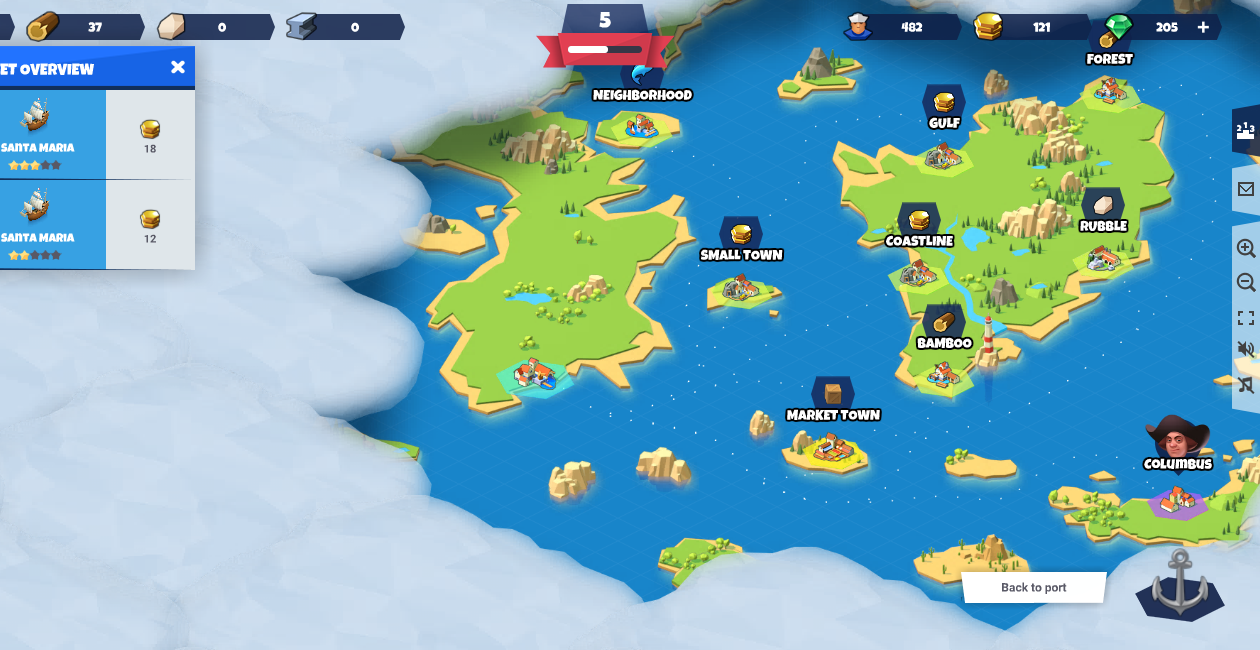 37
0
0
5
482
121
205
+
ET OVERVIEW
SANTA MARIA
18
SANTA MARIA
12
NEIGHBORHOOD
FOREST
GULF
RUBBLE
COASTLINE
SMALL TOWN
BAMBOO
MARKET TOWN
COLUMBUS
Back to port